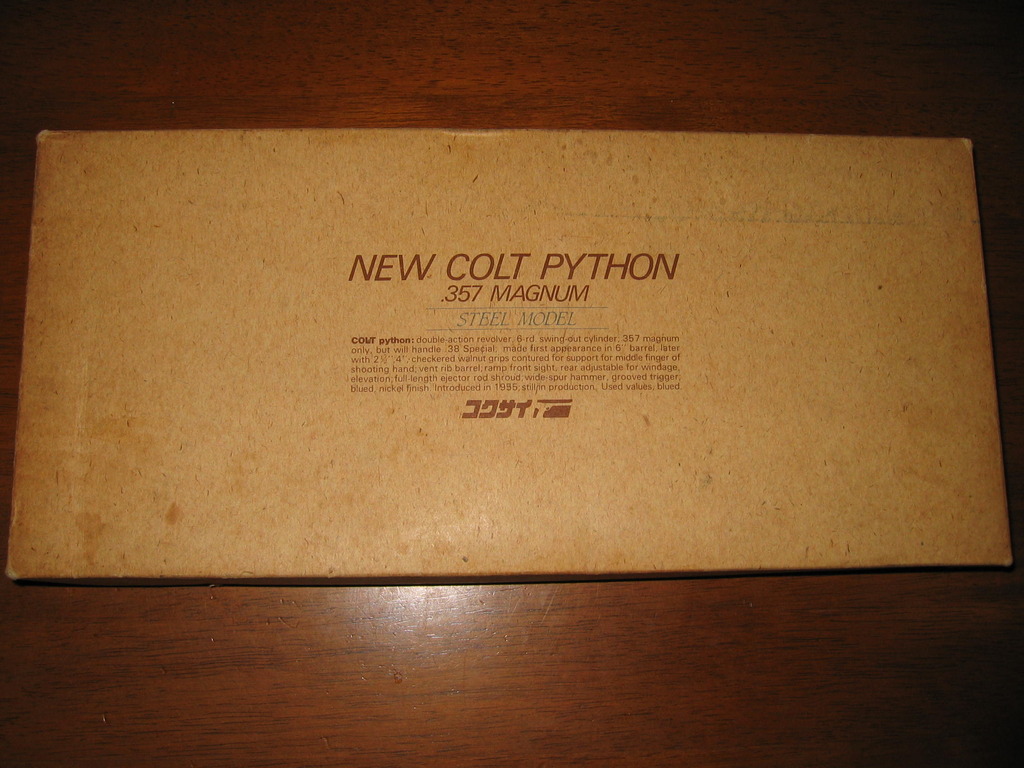 NEW COLT PYTHON
.357 MAGNUM
STEEL MODEL
COLT python: double-action revolver, 6-rd. swing-out cylinder, 357 magnum
only, but will handle .38 Special, made first appearance in 6" barrel, later
with 2½", 4"; checkered walnut grips contured for support for middle finger of
shooting hand; vent rib barrel; ramp front sight, rear adjustable for windage,
elevation; full-length ejector rod shroud; wide-spur hammer, grooved trigger;
blued, nickel finish. Introduced in 1955; still in production. Used values, blued
コクサイ